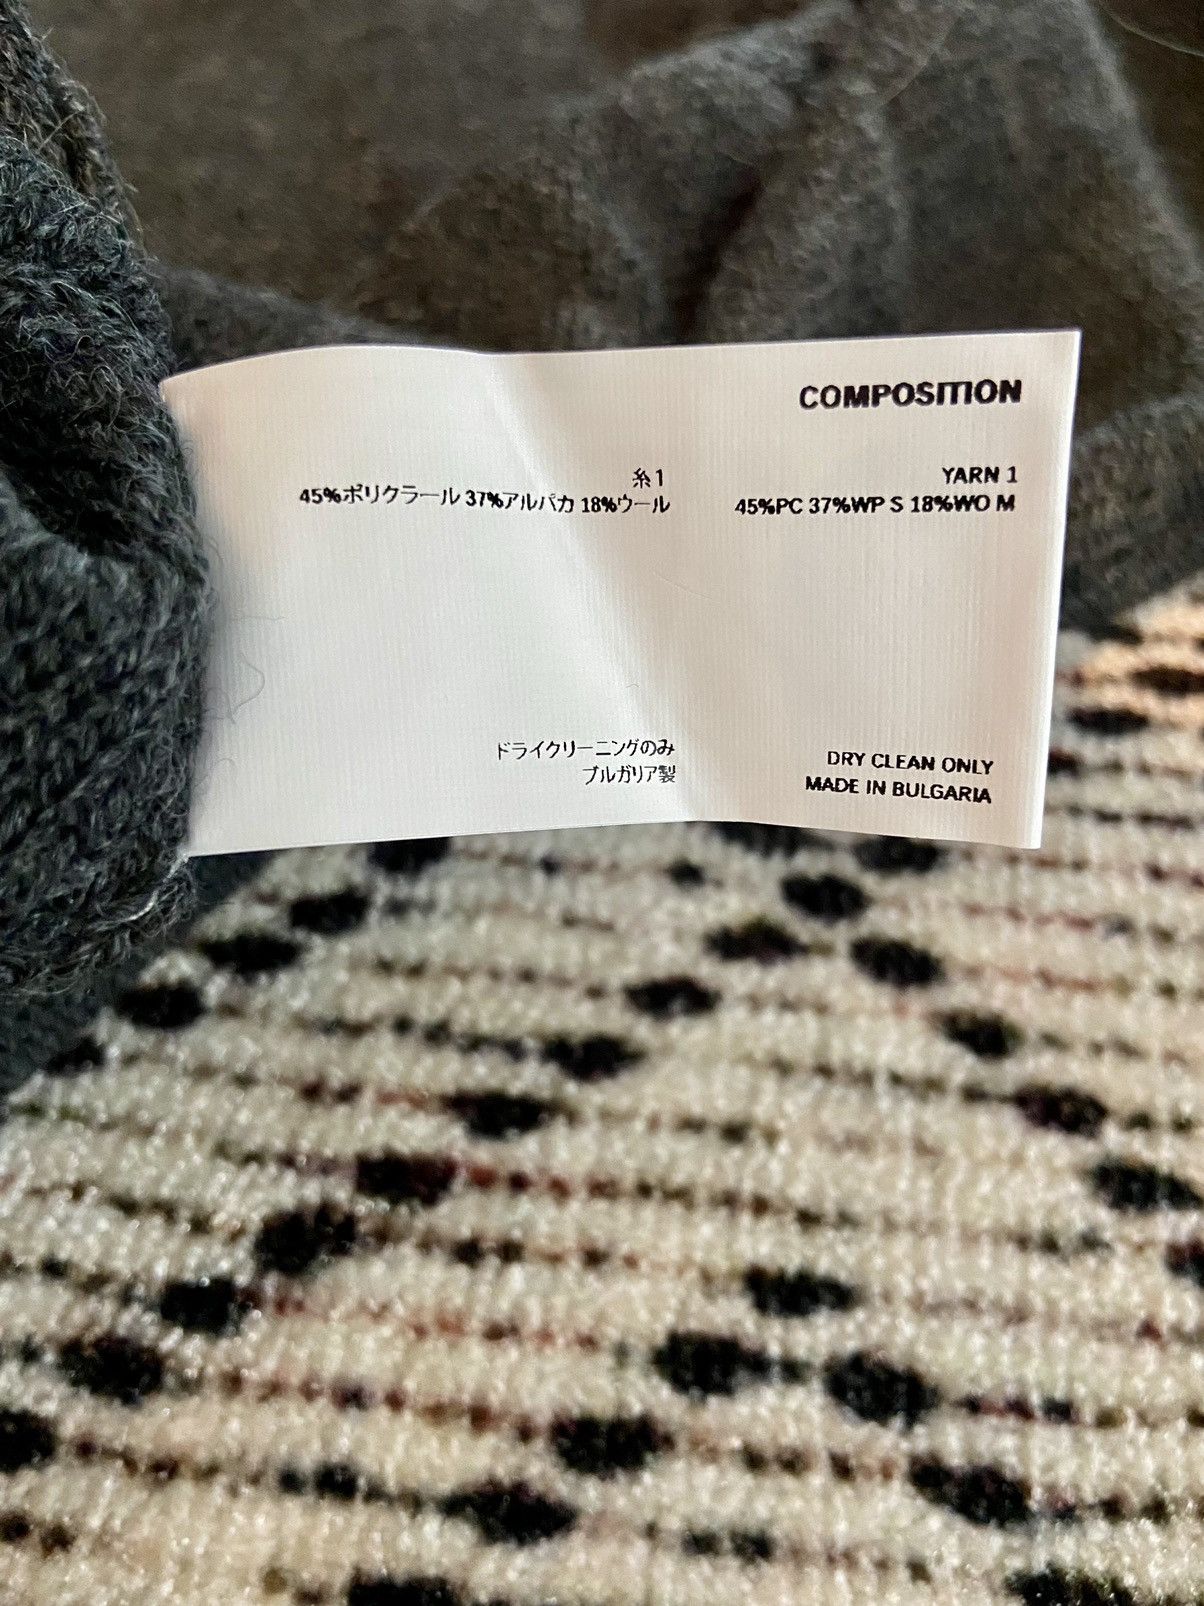 COMPOSITION
糸1
45%ポリクラール 37%アルパカ 18%ウール
YARN 1
45%PC 37%WP S 18%WO M
ドライクリーニングのみ
ブルガリア製
DRY CLEAN ONLY
MADE IN BULGARIA